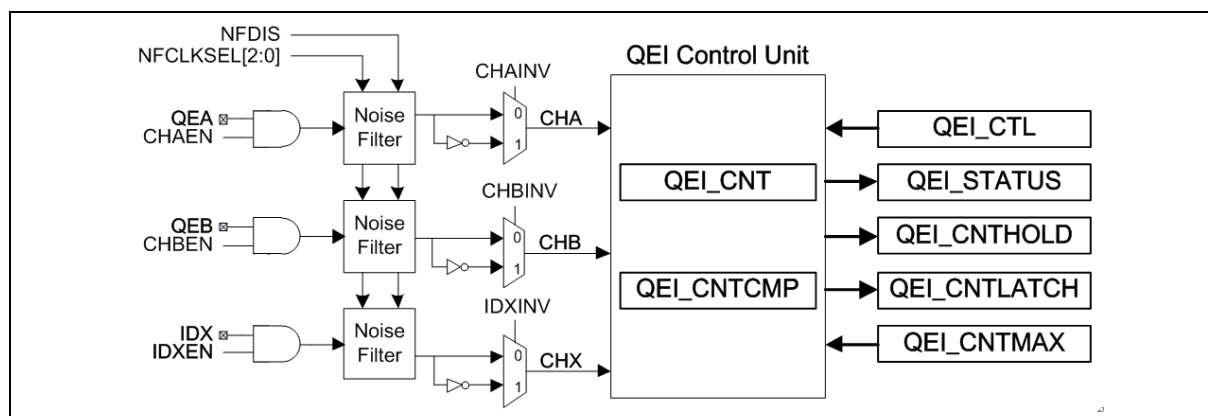 NFDIS
NFCLKSEL[2:0]
QEI Control Unit
CHAINV
QEA
CHAEN
Noise
Filter
0
1
CHA
QEI_CTL
QEI_CNT
QEI_STATUS
CHBINV
QEB
CHBEN
Noise
Filter
0
1
CHB
QEI_CNTHOLD
QEI_CNTCMP
QEI_CNTLATCH
IDXINV
IDX
IDXEN
Noise
Filter
0
1
CHX
QEI_CNTMAX